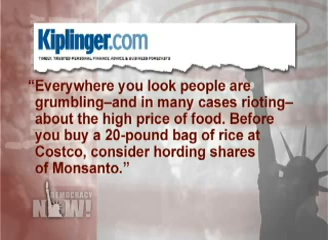 Kiplinger.com
TIMELY, TRUSTED PERSONAL FINANCE ADVICE & BUSINESS FORECASTS
“Everywhere you look people are
grumbling–and in many cases rioting–
about the high price of food. Before
you buy a 20-pound bag of rice at
Costco, consider hording shares
of Monsanto.”
DEMOCRACY
NOW!